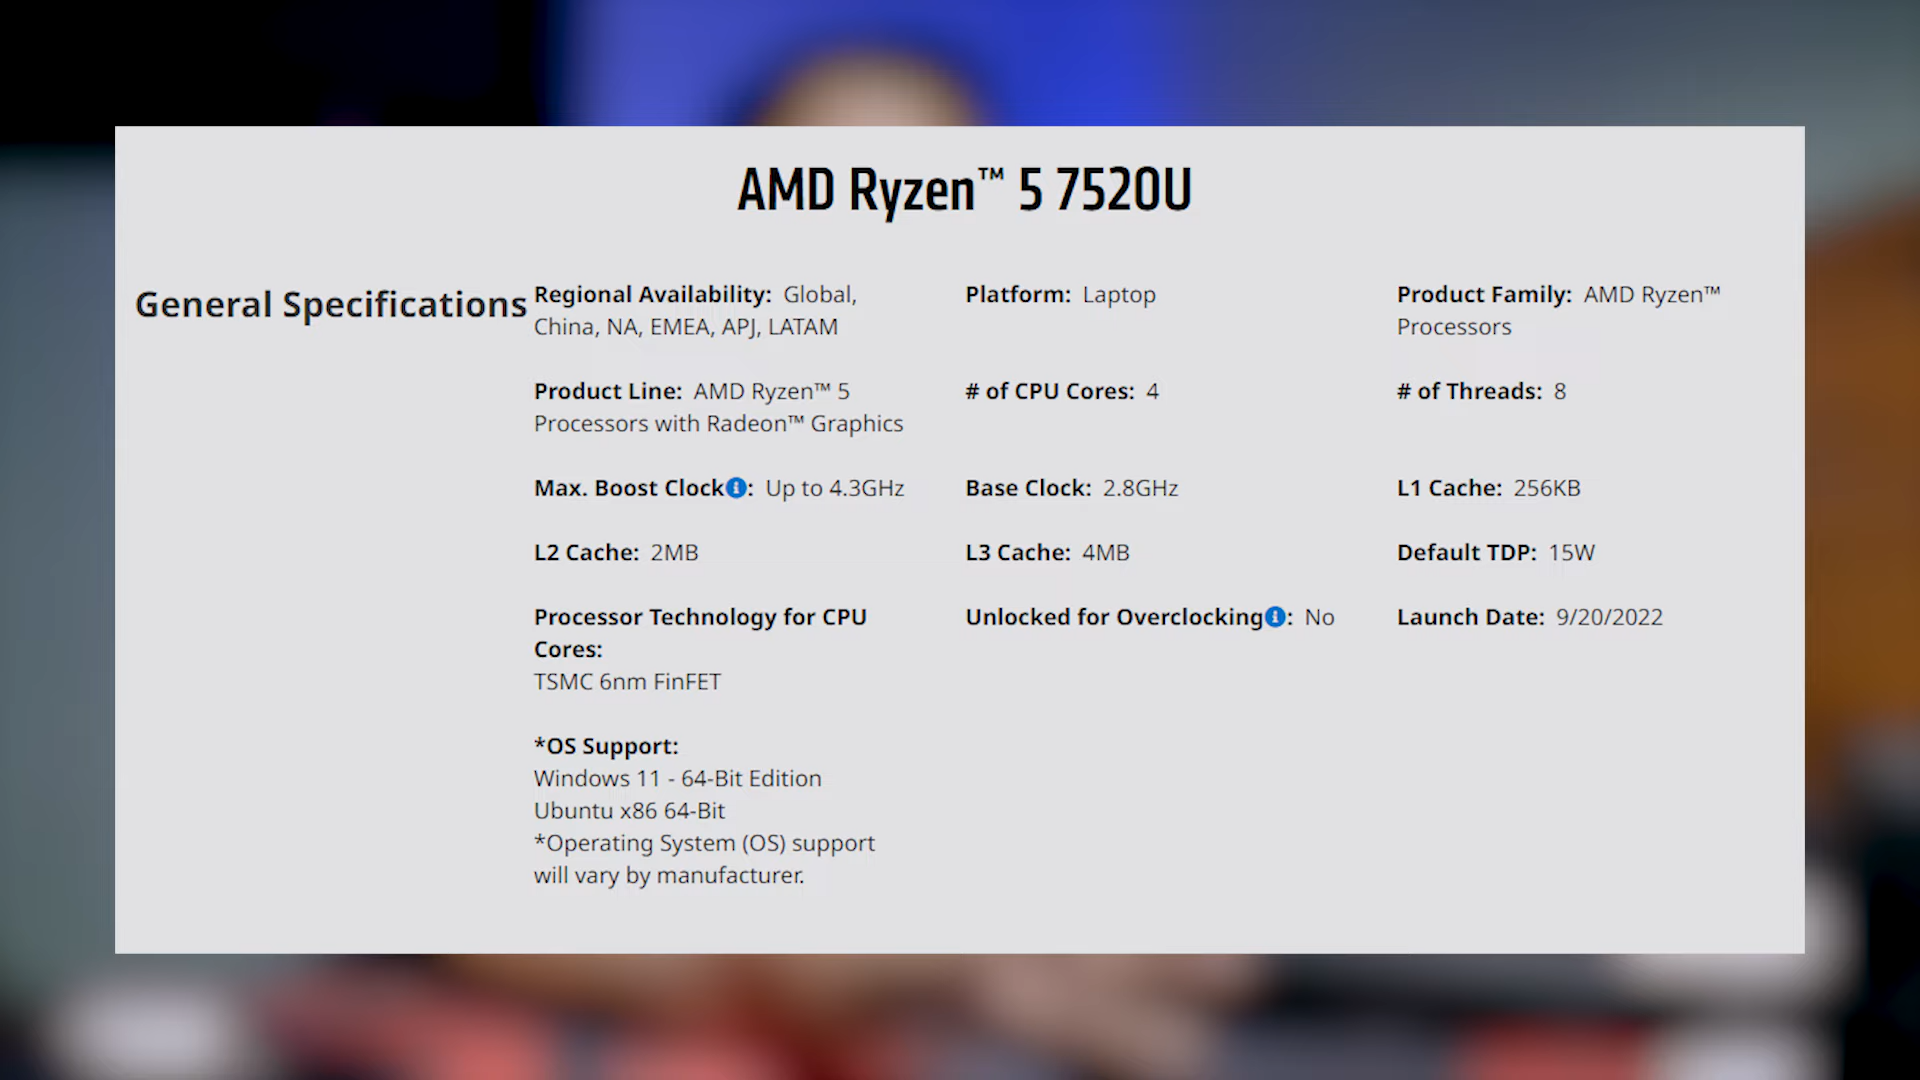 AMD Ryzen™ 5 7520U
General Specifications
Regional Availability: Global,
China, NA, EMEA, APJ, LATAM
Platform: Laptop
Product Family: AMD Ryzen™
Processors
Product Line: AMD Ryzen™ 5
Processors with Radeon™ Graphics
# of CPU Cores: 4
# of Threads: 8
Max. Boost Clock: Up to 4.3GHz
Base Clock: 2.8GHz
L1 Cache: 256KB
L2 Cache: 2MB
L3 Cache: 4MB
Default TDP: 15W
Processor Technology for CPU
Cores:
TSMC 6nm FinFET
Unlocked for Overclocking: No
Launch Date: 9/20/2022
*OS Support:
Windows 11 - 64-Bit Edition
Ubuntu x86 64-Bit
*Operating System (OS) support
will vary by manufacturer.